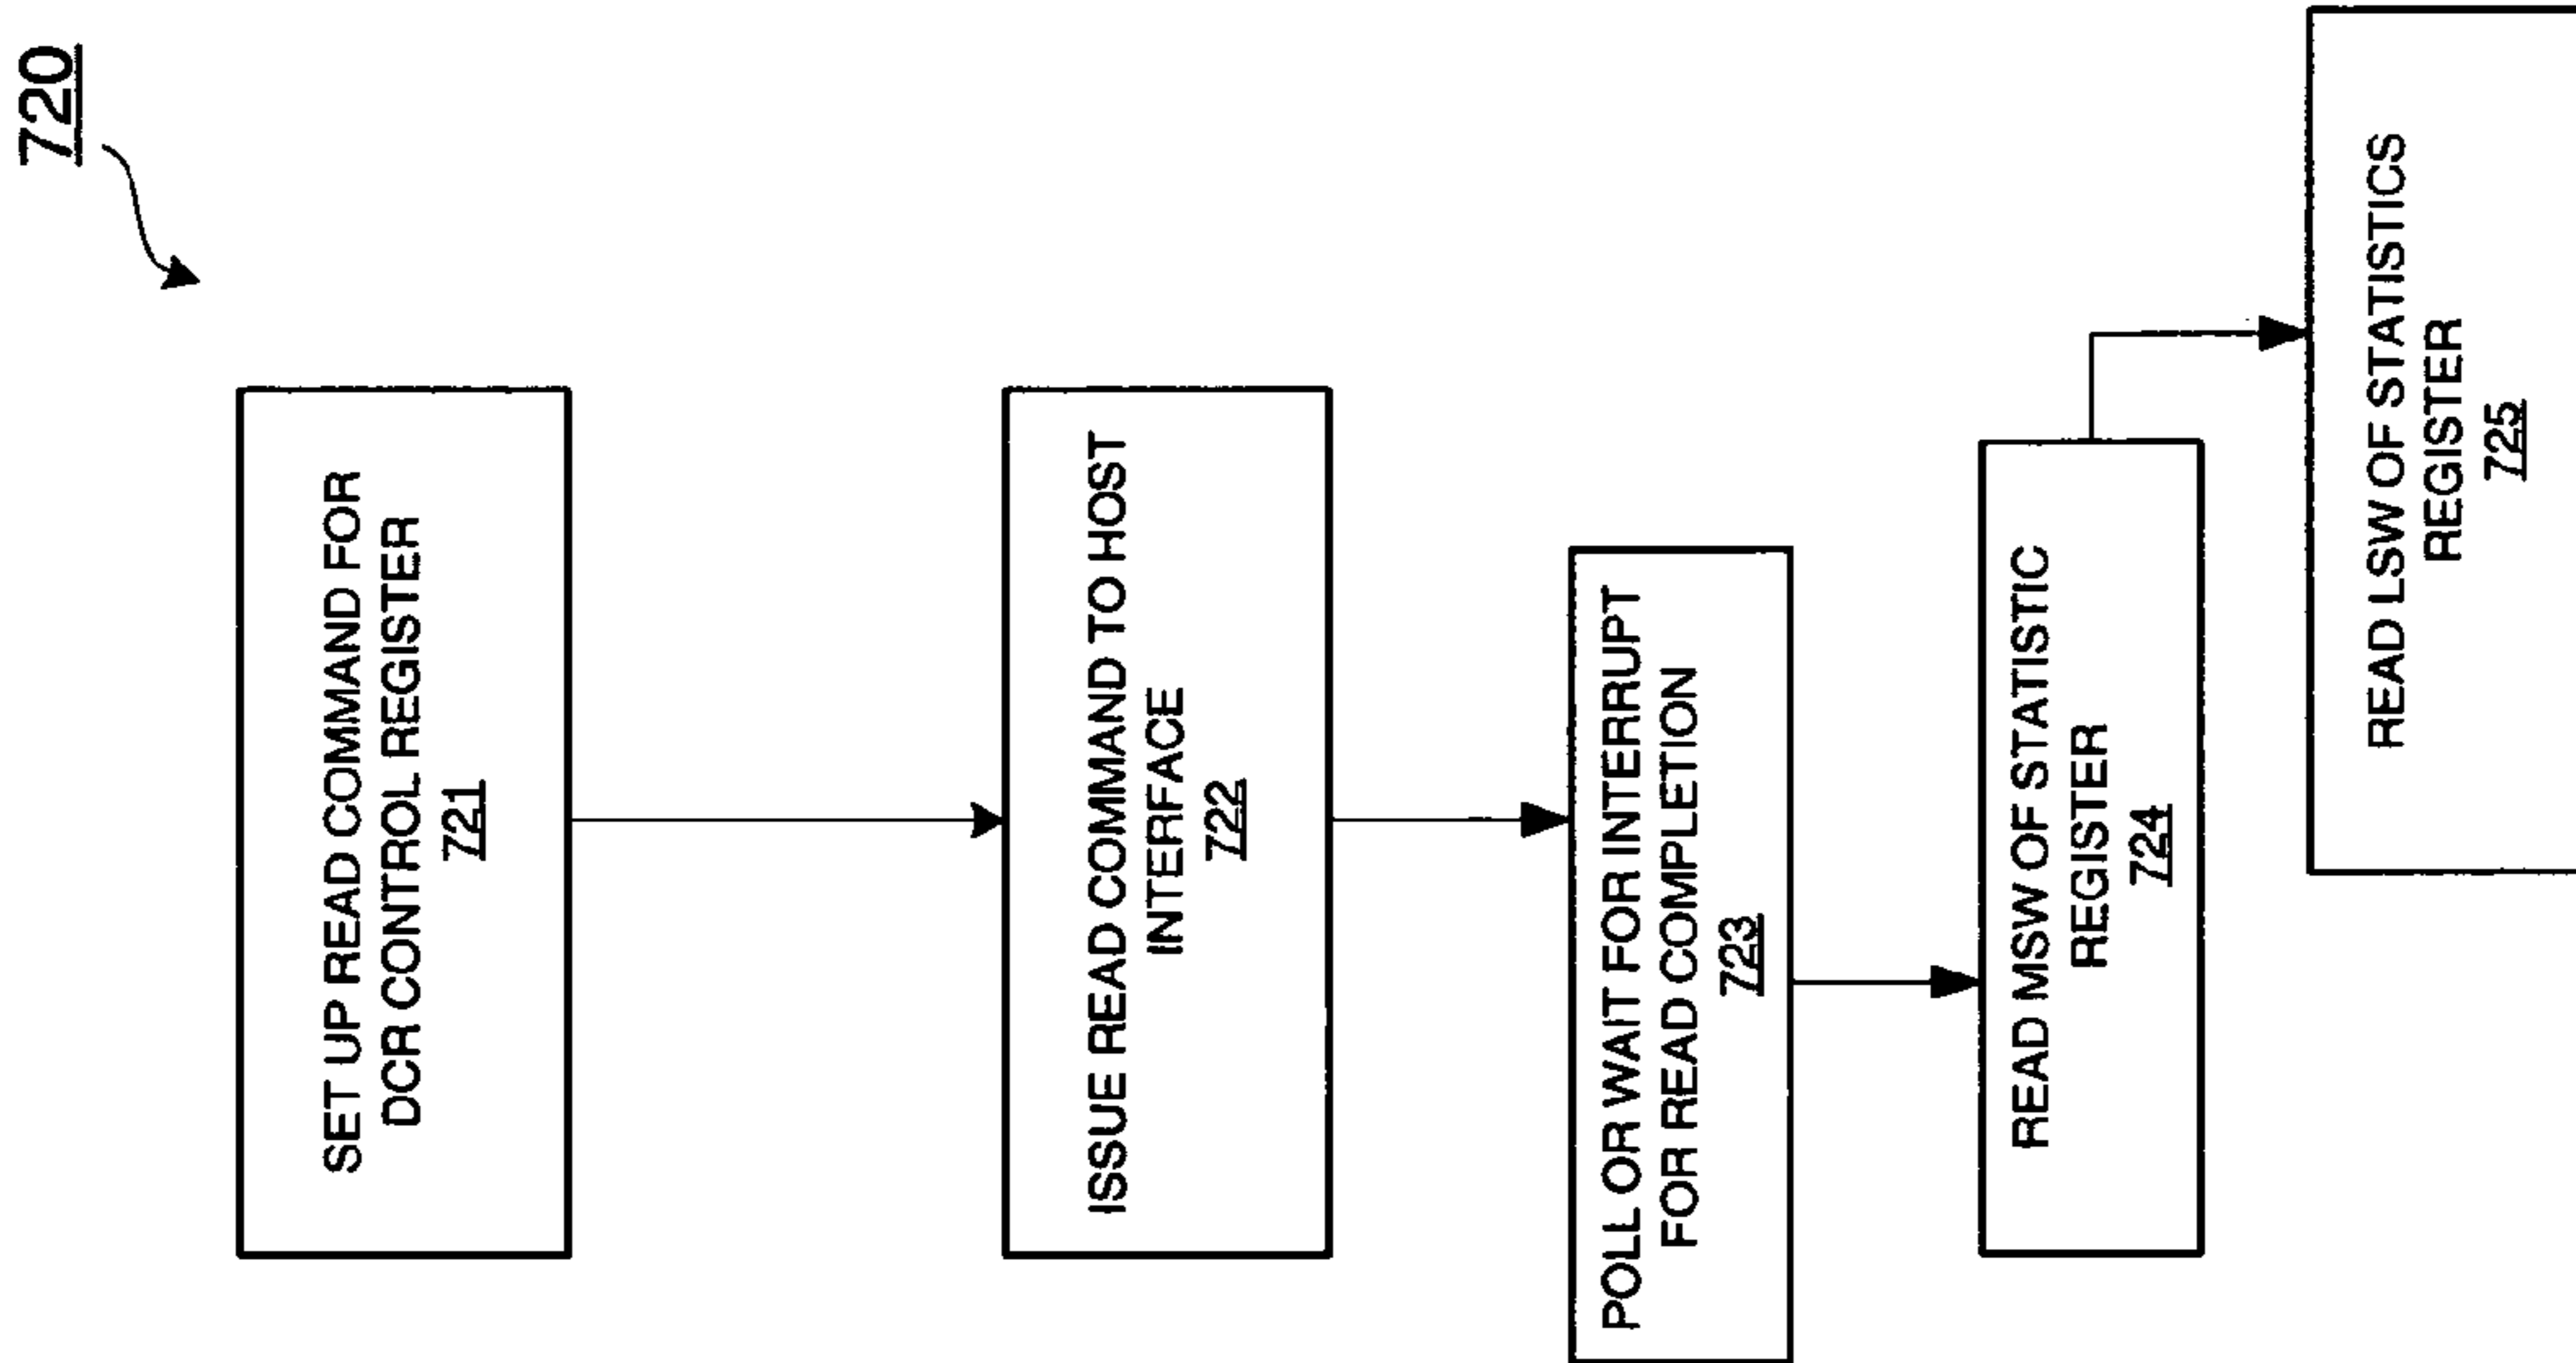 720
SET UP READ COMMAND FOR
DCR CONTROL REGISTER
721
ISSUE READ COMMAND TO HOST
INTERFACE
722
POLL OR WAIT FOR INTERRUPT
FOR READ COMPLETION
723
READ MSW OF STATISTIC
REGISTER
724
READ LSW OF STATISTICS
REGISTER
725